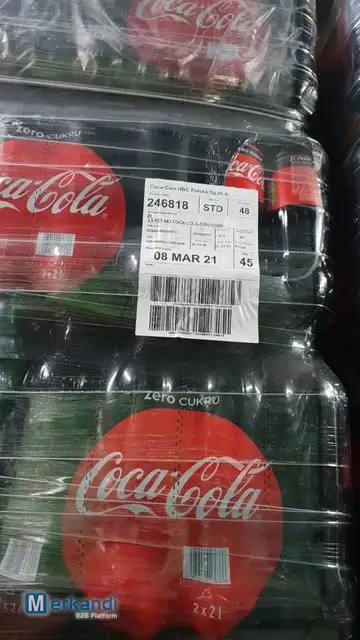 Coca-Cola
zero CUKRU
Coca-Cola
2x2l
Coca-Cola HBC Polska Sp.zo.o.
246818
STD
48
08 MAR 21
45
zero CUKRU
Coca-Cola
2x2l
Merkandi
B2B Platform